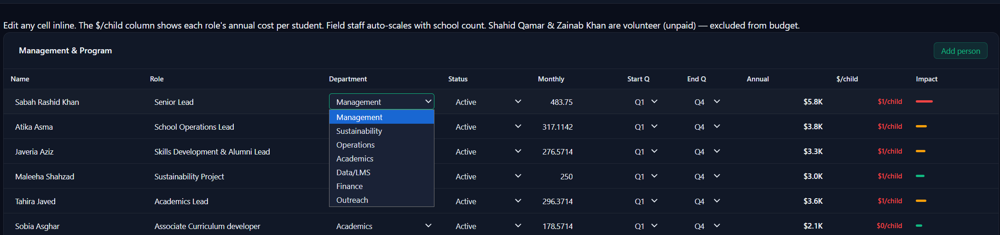 Edit any cell inline. The $/child column shows each role's annual cost per student. Field staff auto-scales with school count. Shahid Qamar & Zainab Khan are volunteer (unpaid) — excluded from budget.
Management & Program
Add person
Name Role Department Status Monthly Start Q End Q Annual $/child Impact
Sabah Rashid Khan Senior Lead Management Active 483.75 Q1 Q4 $5.8K $1/child
Management
Atika Asma School Operations Lead Active 317.1142 Q1 Q4 $3.8K $1/child
Sustainability
Operations
Javeria Aziz Skills Development & Alumni Lead Active 276.5714 Q1 Q4 $3.3K $1/child
Academics
Data/LMS
Maleeha Shahzad Sustainability Project Active 250 Q1 Q4 $3.0K $1/child
Finance
Outreach
Tahira Javed Academics Lead Active 296.3714 Q1 Q4 $3.6K $1/child
Sobia Asghar Associate Curriculum developer Academics Active 178.5714 Q1 Q4 $2.1K $0/child